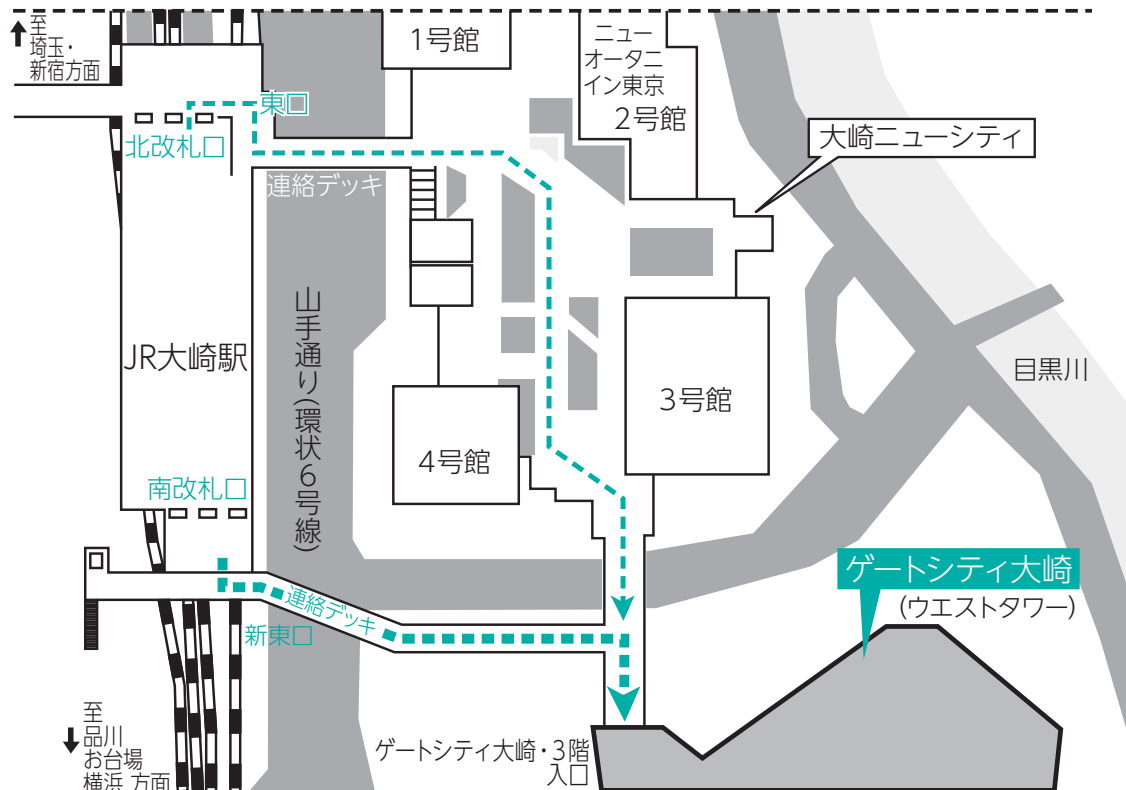 至
埼玉・
新宿方面
1号館
ニュー
オータニ
イン東京
2号館
東口
北改札口
大崎ニューシティ
連絡デッキ
山手通り(環状6号線)
JR大崎駅
目黒川
3号館
4号館
南改札口
ゲートシティ大崎
(ウエストタワー)
連絡デッキ
新東口
至
品川
お台場
横浜 方面
ゲートシティ大崎・3階
入口